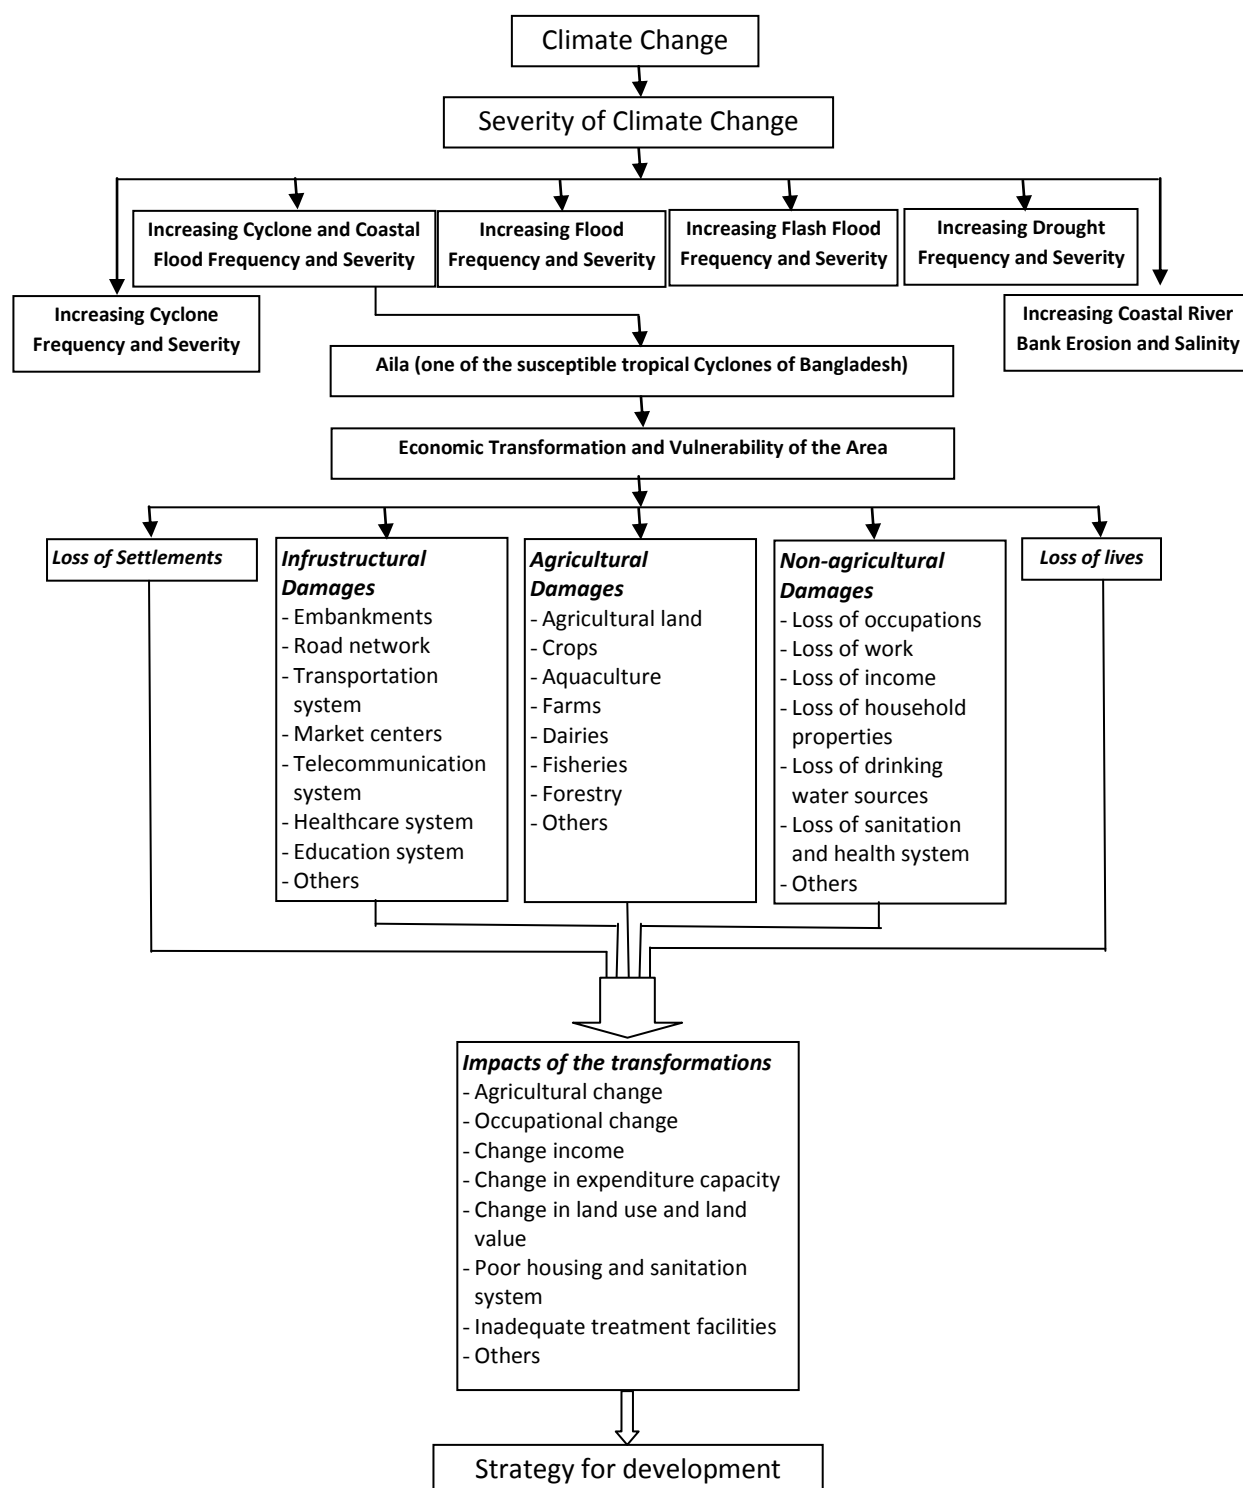 Climate Change
Severity of Climate Change
Increasing Cyclone and Coastal
Flood Frequency and Severity
Increasing Flood
Frequency and Severity
Increasing Flash Flood
Frequency and Severity
Increasing Drought
Frequency and Severity
Increasing Cyclone
Frequency and Severity
Increasing Coastal River
Bank Erosion and Salinity
Aila (one of the susceptible tropical Cyclones of Bangladesh)
Economic Transformation and Vulnerability of the Area
Loss of Settlements
Infrustructural
Damages
- Embankments
- Road network
- Transportation
system
- Market centers
- Telecommunication
system
- Healthcare system
- Education system
- Others
Agricultural
Damages
- Agricultural land
- Crops
- Aquaculture
- Farms
- Dairies
- Fisheries
- Forestry
- Others
Non-agricultural
Damages
- Loss of occupations
- Loss of work
- Loss of income
- Loss of household
properties
- Loss of drinking
water sources
- Loss of sanitation
and health system
- Others
Loss of lives
Impacts of the transformations
- Agricultural change
- Occupational change
- Change income
- Change in expenditure capacity
- Change in land use and land
value
- Poor housing and sanitation
system
- Inadequate treatment facilities
- Others
Strategy for development